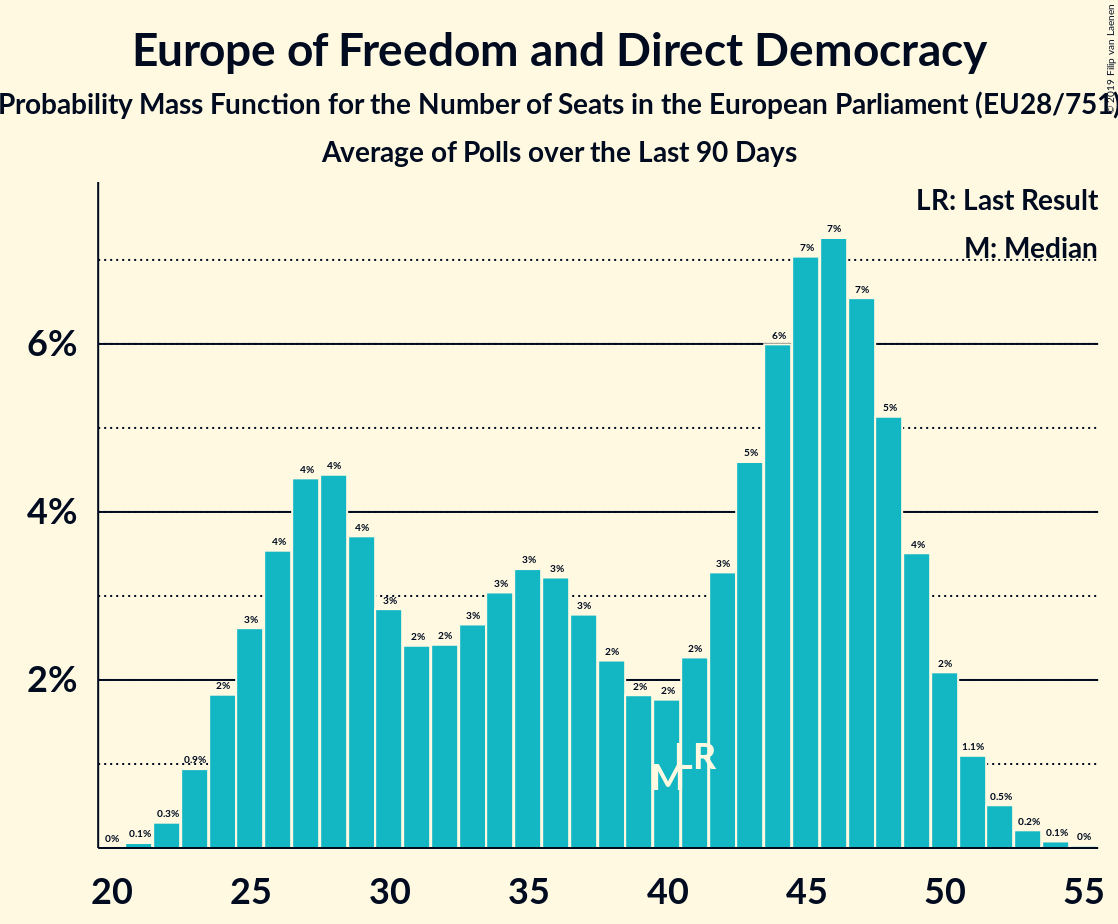 Europe of Freedom and Direct Democracy
Probability Mass Function for the Number of Seats in the European Parliament (EU28/751)
Average of Polls over the Last 90 Days
© 2019 Filip van Laenen
LR: Last Result
M: Median
6%
4%
2%
0% 0.1% 0.3% 0.9% 2% 3% 4% 4% 4% 4% 3% 2% 2% 3% 3% 3% 3% 3% 2% 2% 2% 2% 3% 5% 6% 7% 7% 7% 5% 4% 2% 1.1% 0.5% 0.2% 0.1% 0%
M LR
20 25 30 35 40 45 50 55